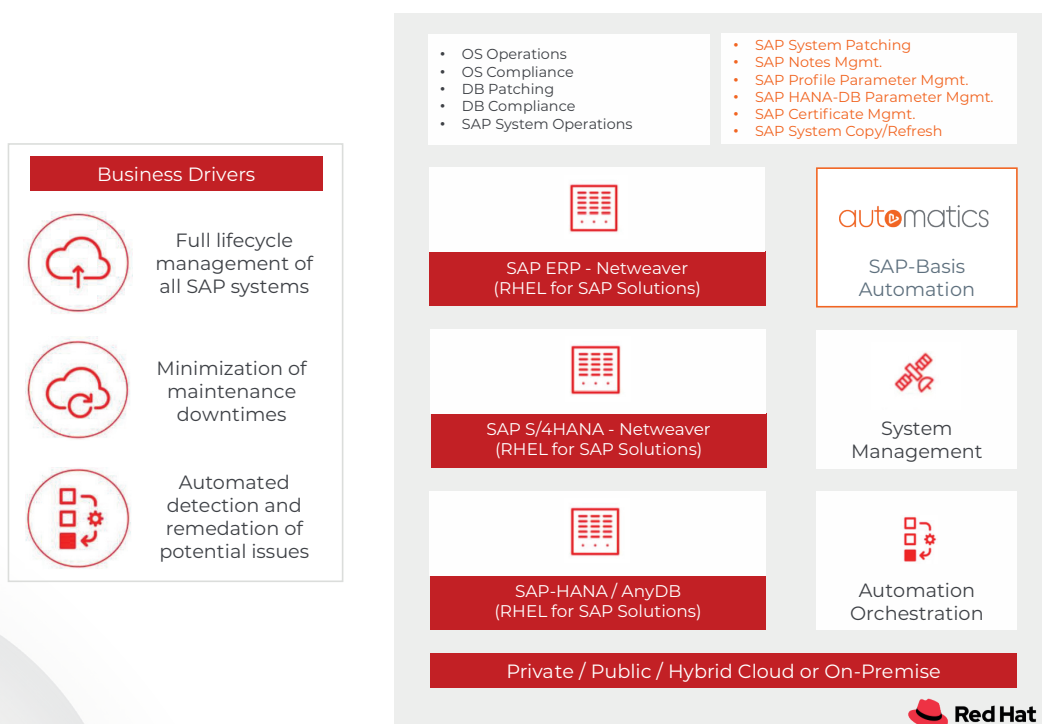 Business Drivers
Full lifecycle
management of
all SAP systems
Minimization of
maintenance
downtimes
Automated
detection and
remedation of
potential issues
• OS Operations
• OS Compliance
• DB Patching
• DB Compliance
• SAP System Operations
• SAP System Patching
• SAP Notes Mgmt.
• SAP Profile Parameter Mgmt.
• SAP HANA-DB Parameter Mgmt.
• SAP Certificate Mgmt.
• SAP System Copy/Refresh
SAP ERP - Netweaver
(RHEL for SAP Solutions)
automatics
SAP-Basis
Automation
SAP S/4HANA - Netweaver
(RHEL for SAP Solutions)
System
Management
SAP-HANA / AnyDB
(RHEL for SAP Solutions)
Automation
Orchestration
Private / Public / Hybrid Cloud or On-Premise
Red Hat